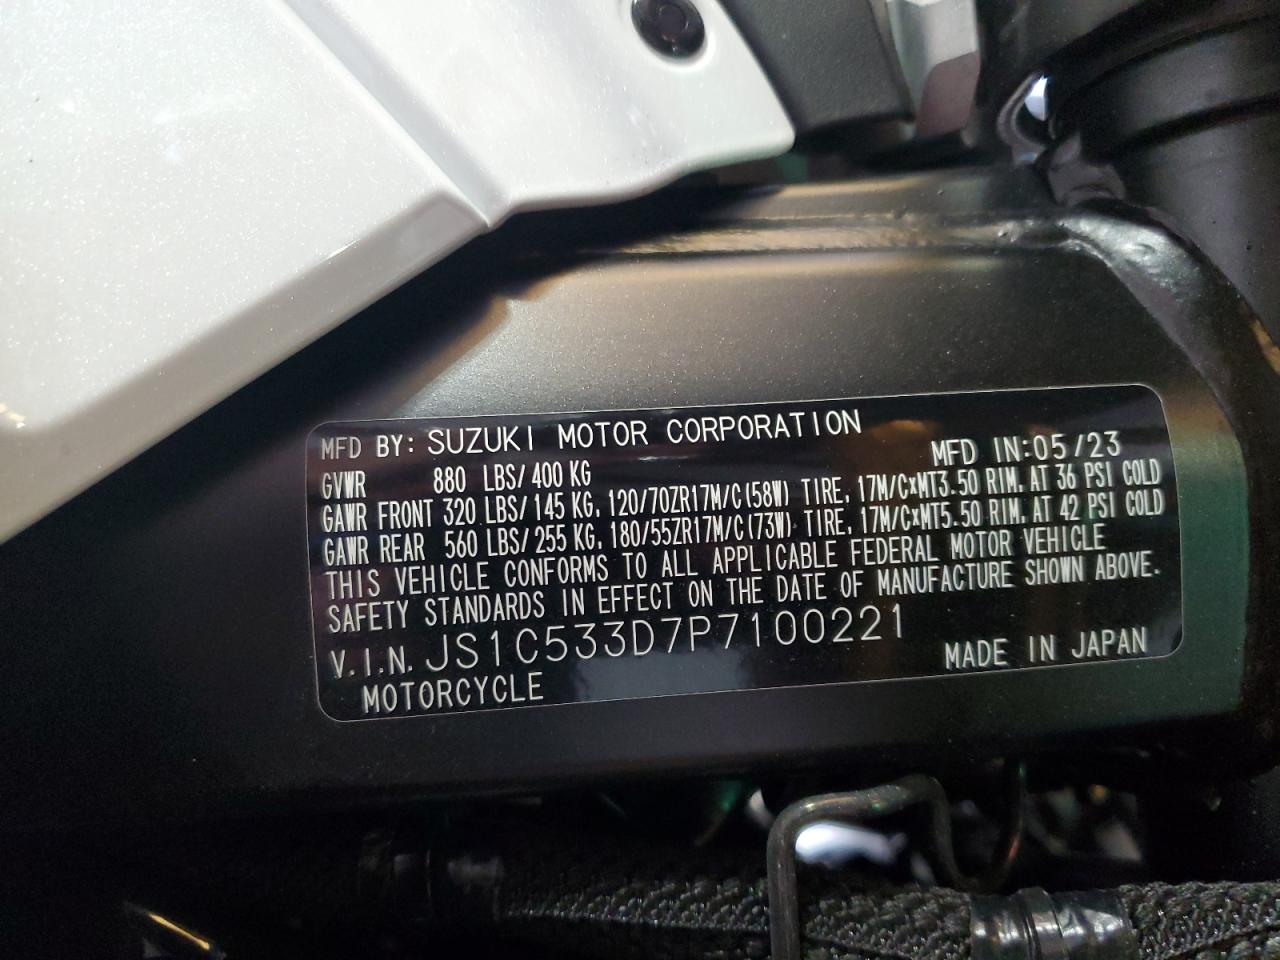 MFD BY: SUZUKI MOTOR CORPORATION
MFD IN:05/23
GVWR 880 LBS/400 KG
GAWR FRONT 320 LBS/145 KG, 120/70ZR17M/C(58W) TIRE, 17M/CxMT3.50 RIM, AT 36 PSI COLD
GAWR REAR 560 LBS/255 KG, 180/55ZR17M/C(73W) TIRE, 17M/CxMT5.50 RIM, AT 42 PSI COLD
THIS VEHICLE CONFORMS TO ALL APPLICABLE FEDERAL MOTOR VEHICLE
SAFETY STANDARDS IN EFFECT ON THE DATE OF MANUFACTURE SHOWN ABOVE.
V.I.N. JS1C533D7P7100221
MOTORCYCLE
MADE IN JAPAN